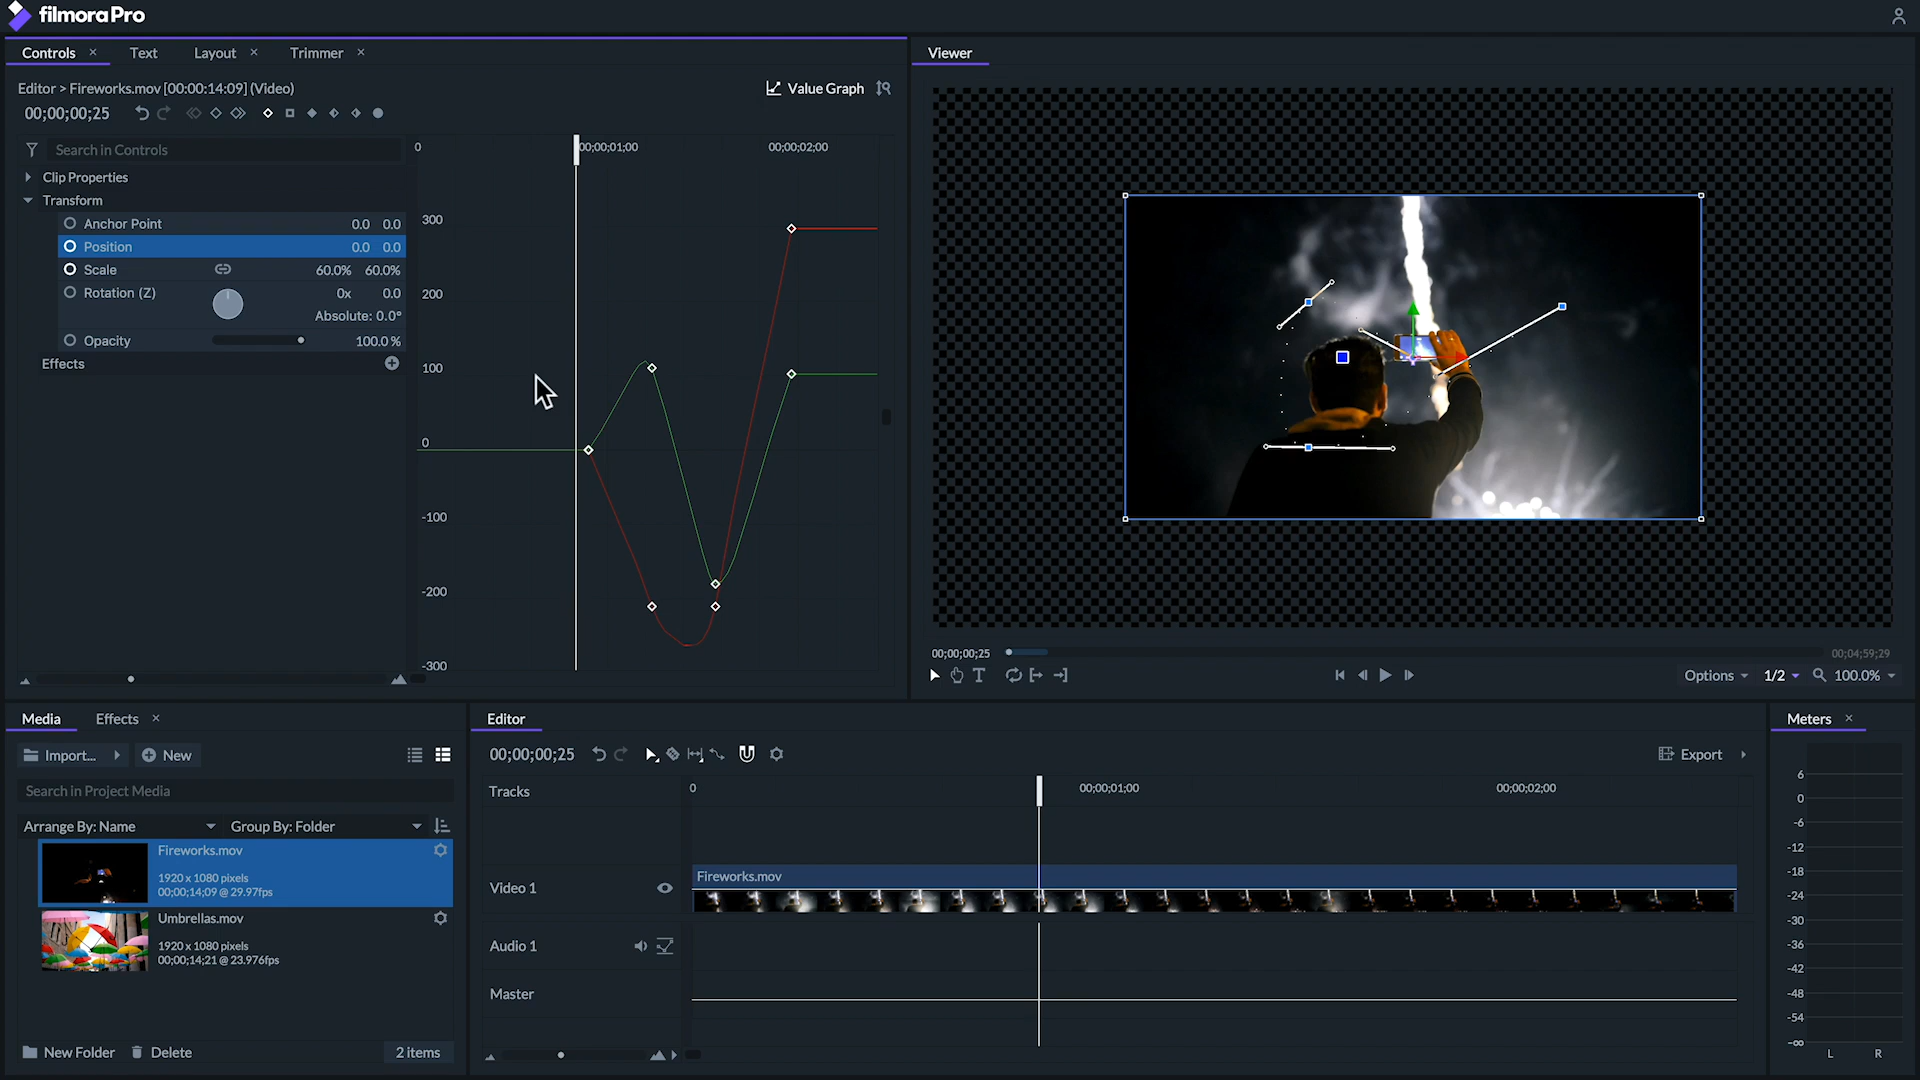 filmoraPro
Controls
Text
Layout
Trimmer
Viewer
Editor > Fireworks.mov [00:00:14:09] (Video)
Value Graph
00;00;00;25
Search in Controls
0
00;00;01;00
00;00;02;00
Clip Properties
Transform
Anchor Point 0.0 0.0
Position 0.0 0.0
Scale 60.0% 60.0%
Rotation (Z) 0x 0.0
Absolute: 0.0°
Opacity 100.0 %
Effects
300
200
100
0
-100
-200
-300
00;00;00;25
00;04;59;29
Options
1/2
100.0%
Media
Effects
Import...
New
Search in Project Media
Arrange By: Name
Group By: Folder
Fireworks.mov
1920 x 1080 pixels
00;00;14;09 @ 29.97fps
Umbrellas.mov
1920 x 1080 pixels
00;00;14;21 @ 23.976fps
New Folder
Delete
2 items
Editor
00;00;00;25
Export
Tracks
0
00;00;01;00
00;00;02;00
Fireworks.mov
Video 1
Audio 1
Master
Meters
6
0
-6
-12
-18
-24
-30
-36
-42
-48
-54
-∞
L R